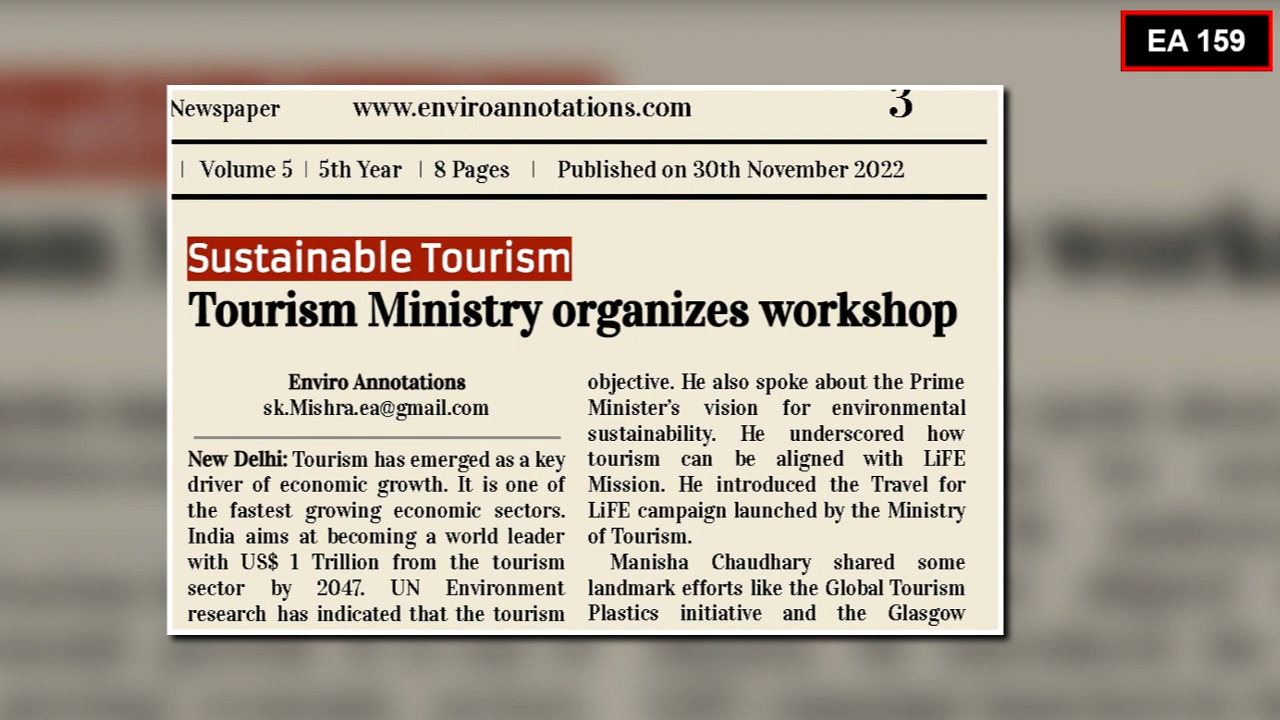 EA 159
Newspaper www.enviroannotations.com 3
| Volume 5 | 5th Year | 8 Pages | Published on 30th November 2022
Sustainable Tourism
Tourism Ministry organizes workshop
Enviro Annotations
sk.Mishra.ea@gmail.com
New Delhi: Tourism has emerged as a key
driver of economic growth. It is one of
the fastest growing economic sectors.
India aims at becoming a world leader
with US$ 1 Trillion from the tourism
sector by 2047. UN Environment
research has indicated that the tourism
objective. He also spoke about the Prime
Minister's vision for environmental
sustainability. He underscored how
tourism can be aligned with LiFE
Mission. He introduced the Travel for
LiFE campaign launched by the Ministry
of Tourism.
Manisha Chaudhary shared some
landmark efforts like the Global Tourism
Plastics initiative and the Glasgow